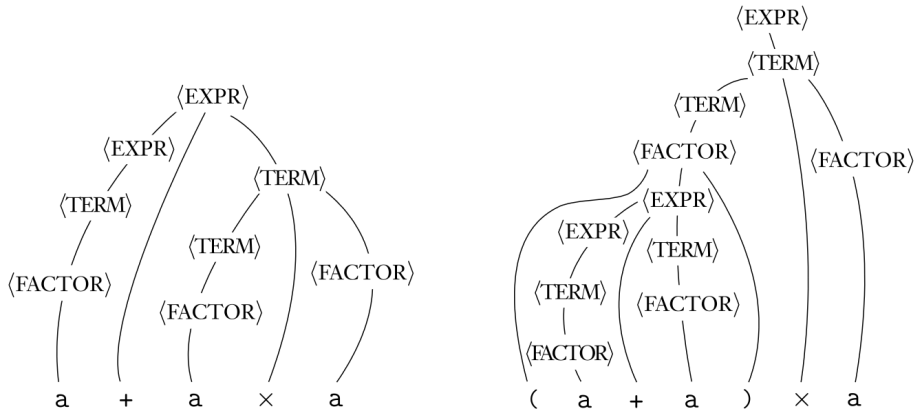 ⟨EXPR⟩
⟨EXPR⟩
⟨TERM⟩
⟨TERM⟩
⟨TERM⟩
⟨FACTOR⟩
⟨FACTOR⟩
⟨FACTOR⟩
a + a × a
⟨EXPR⟩
⟨TERM⟩
⟨TERM⟩
⟨FACTOR⟩
⟨FACTOR⟩
⟨EXPR⟩
⟨EXPR⟩
⟨TERM⟩
⟨TERM⟩
⟨FACTOR⟩
⟨FACTOR⟩
( a + a ) × a